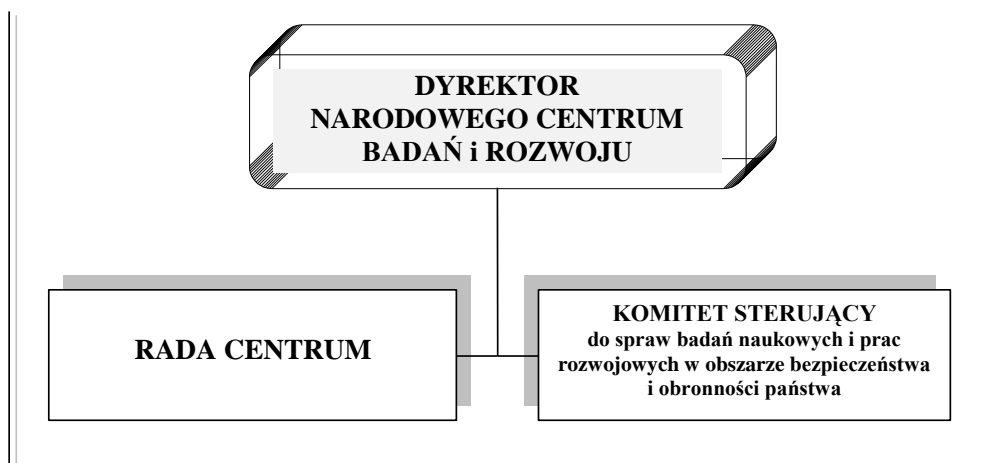 DYREKTOR
NARODOWEGO CENTRUM
BADAŃ i ROZWOJU
RADA CENTRUM
KOMITET STERUJĄCY
do spraw badań naukowych i prac
rozwojowych w obszarze bezpieczeństwa
i obronności państwa